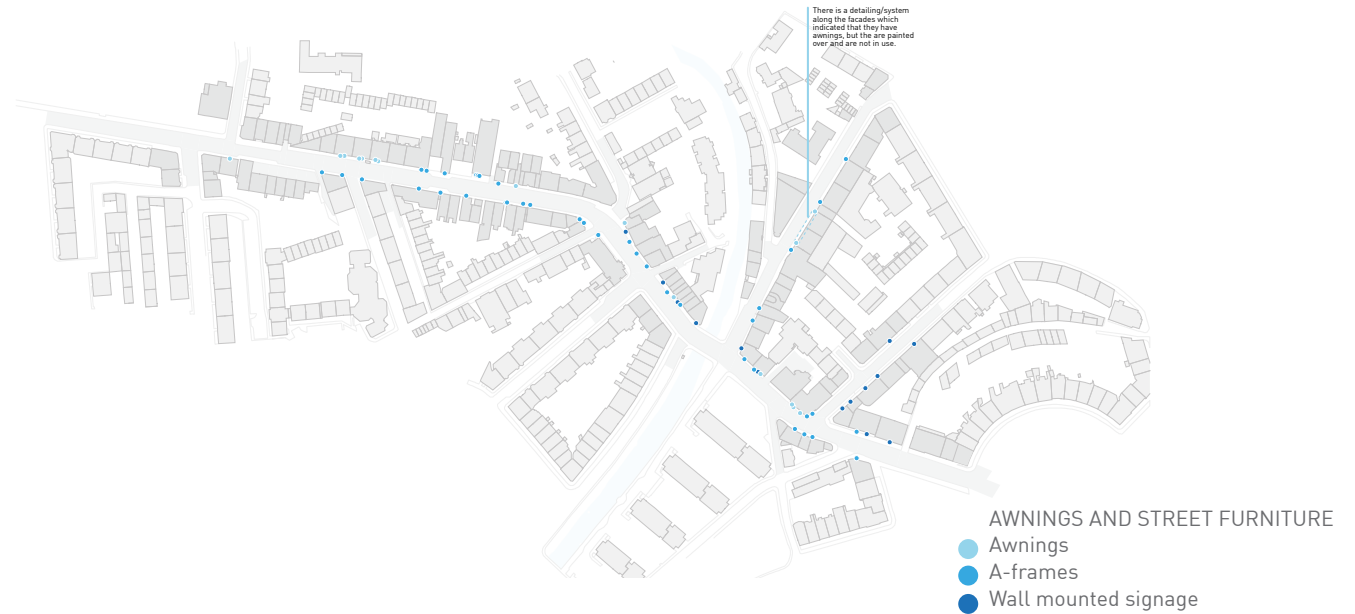 There is a detailing/system
along the facades which
indicated that they have
awnings, but the are painted
over and are not in use.
AWNINGS AND STREET FURNITURE
Awnings
A-frames
Wall mounted signage